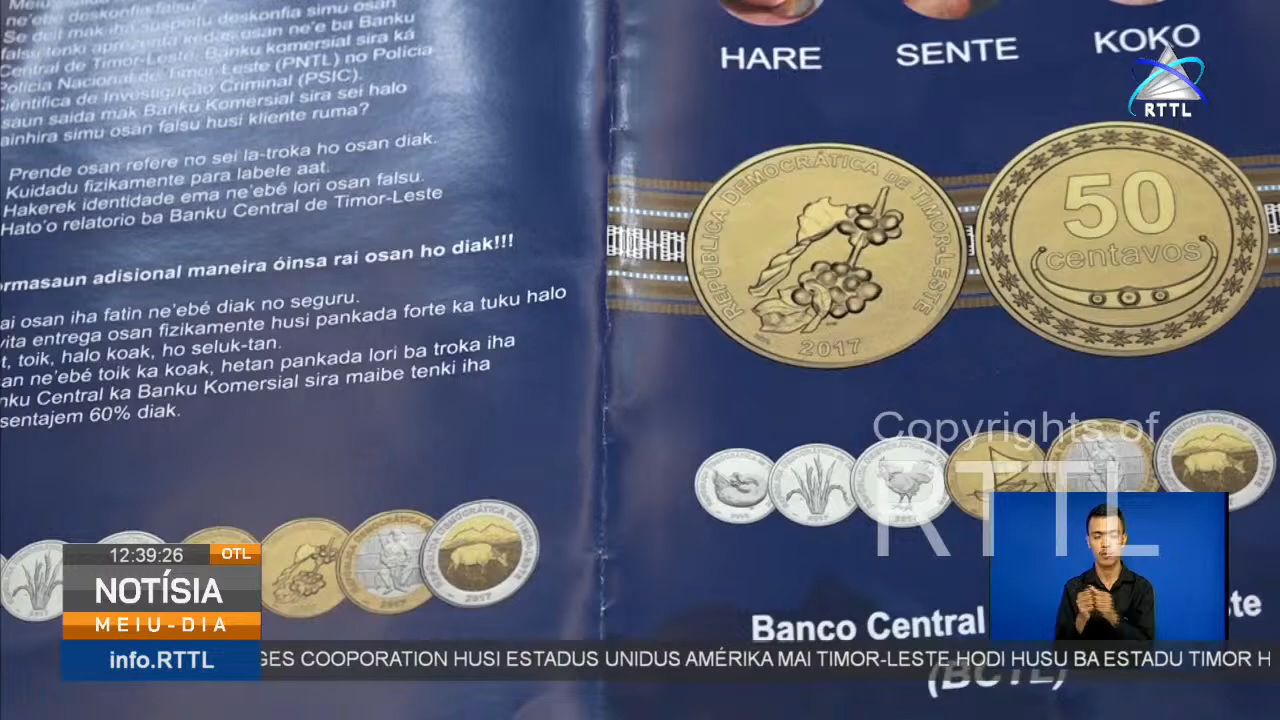 ne'ebé deskonfia falsu?
Se deit mak iha suspeitu deskonfia simu osan
falsu tenki aprezenta kedas osan ne'e ba Banku
Central de Timor-Leste, Banku komersial sira ká
Polícia Nacional de Timor-Leste (PNTL) no Polícia
Científica de Investigação Criminal (PSIC).
saun saida mak Banku Komersial sira sei halo
ainhira simu osan falsu husi kliente ruma?
Prende osan refere no sei la-troka ho osan diak.
Kuidadu fizikamente para labele aat.
Hakerek identidade ema ne'ebé lori osan falsu.
Hato'o relatorio ba Banku Central de Timor-Leste
ormasaun adisional maneira óinsa rai osan ho diak!!!
ai osan iha fatin ne'ebé diak no seguru.
vita entrega osan fizikamente husi pankada forte ka tuku halo
t, toik, halo koak, ho seluk-tan.
an ne'ebé toik ka koak, hetan pankada lori ba troka iha
nku Central ka Banku Komersial sira maibe tenki iha
sentajem 60% diak.
HARE SENTE KOKO
RTTL
REPÚBLICA DEMOCRÁTICA DE TIMOR-LESTE
2017
50
centavos
Copyrights of
RTTL
Banco Central
ste
(BCTL)
12:39:26 OTL
NOTÍSIA
MEIU-DIA
info.RTTL
GES COOPORATION HUSI ESTADUS UNIDUS AMÉRIKA MAI TIMOR-LESTE HODI HUSU BA ESTADU TIMOR H